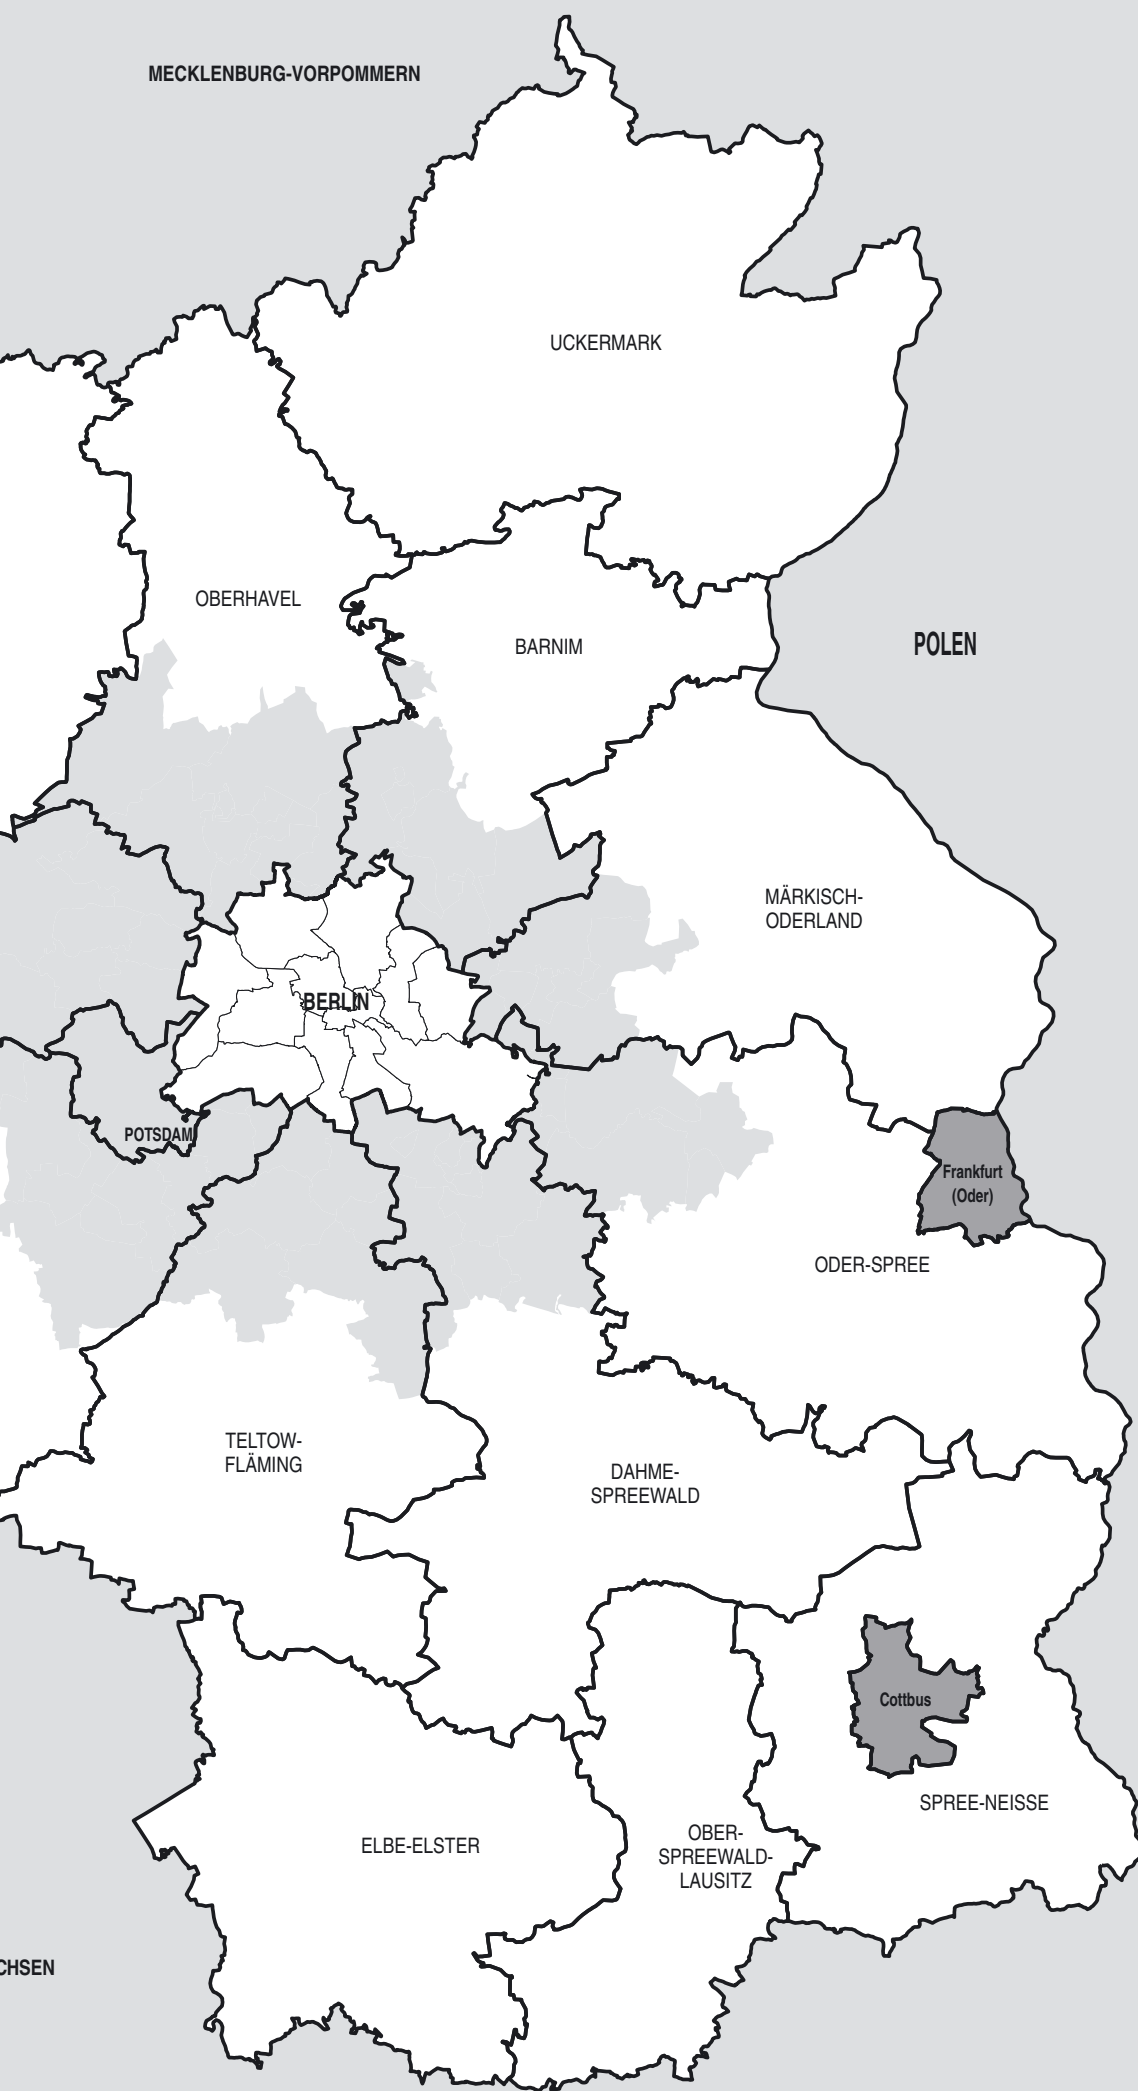 MECKLENBURG-VORPOMMERN
UCKERMARK
OBERHAVEL
BARNIM
POLEN
MÄRKISCH-
ODERLAND
BERLIN
POTSDAM
Frankfurt
(Oder)
ODER-SPREE
TELTOW-
FLÄMING
DAHME-
SPREEWALD
Cottbus
SPREE-NEISSE
ELBE-ELSTER
OBER-
SPREEWALD-
LAUSITZ
CHSEN